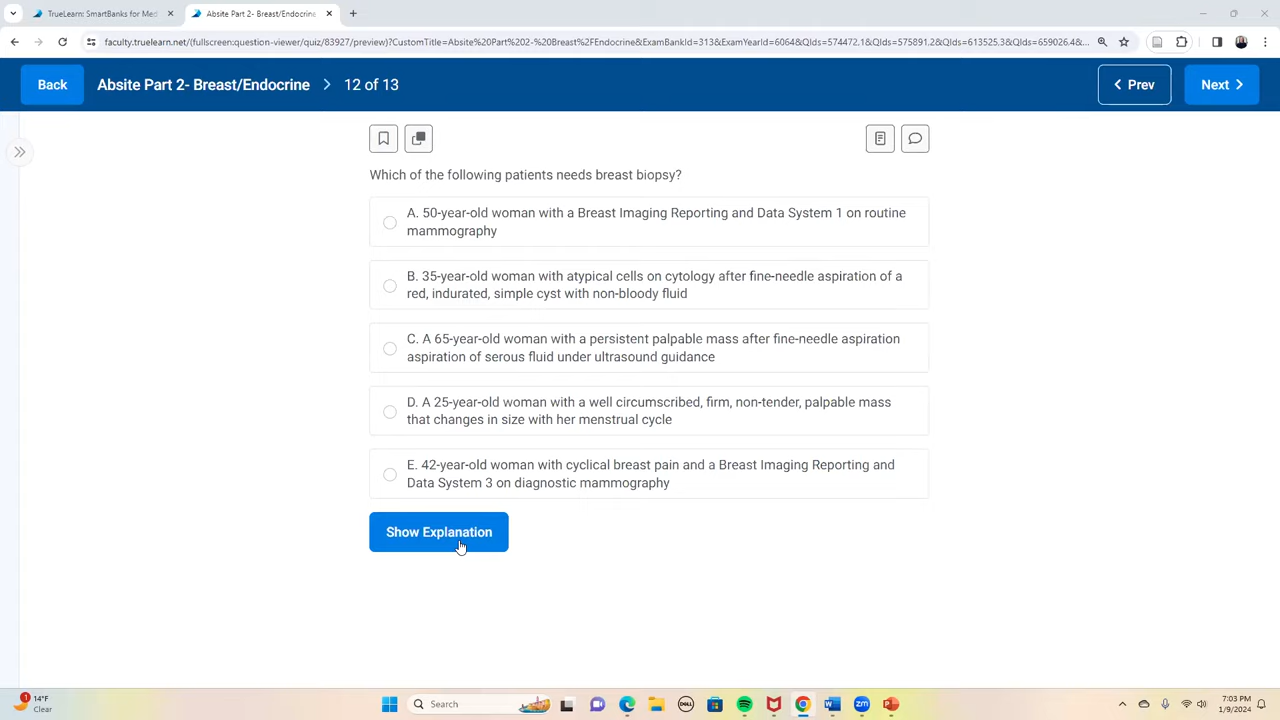 TrueLearn: SmartBanks for Med
Absite Part 2- Breast/Endocrine
faculty.truelearn.net/(fullscreen:question-viewer/quiz/83927/preview)?CustomTitle=Absite%20Part%202-%20Breast%2FEndocrine&ExamBankId=313&ExamYearId=6064&QIds=574472,1&QIds=575891,2&QIds=613525,3&QIds=659026,4&...
Back
Absite Part 2- Breast/Endocrine > 12 of 13
Prev
Next
Which of the following patients needs breast biopsy?
A. 50-year-old woman with a Breast Imaging Reporting and Data System 1 on routine
mammography
B. 35-year-old woman with atypical cells on cytology after fine-needle aspiration of a
red, indurated, simple cyst with non-bloody fluid
C. A 65-year-old woman with a persistent palpable mass after fine-needle aspiration
aspiration of serous fluid under ultrasound guidance
D. A 25-year-old woman with a well circumscribed, firm, non-tender, palpable mass
that changes in size with her menstrual cycle
E. 42-year-old woman with cyclical breast pain and a Breast Imaging Reporting and
Data System 3 on diagnostic mammography
Show Explanation
1
14°F
Clear
Search
DELL
zm
7:03 PM
1/9/2024